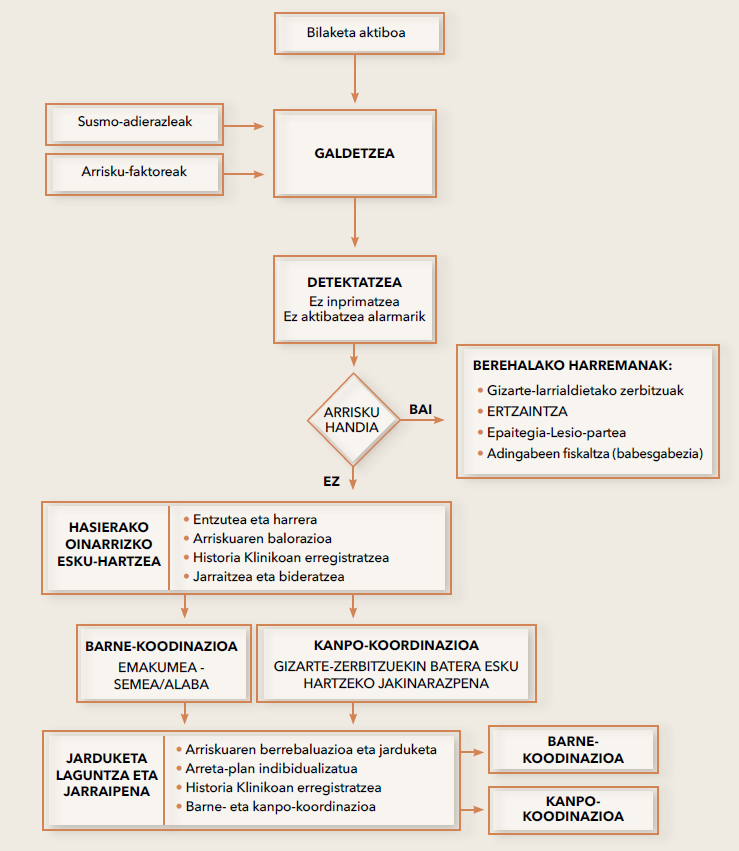 Bilaketa aktiboa
Susmo-adierazleak
Arrisku-faktoreak
GALDETZEA
DETEKTATZEA
Ez inprimatzea
Ez aktibatzea alarmarik
ARRISKU
HANDIA
BAI
BEREHALAKO HARREMANAK:
• Gizarte-larrialdietako zerbitzuak
• ERTZAINTZA
• Epaitegia-Lesio-partea
• Adingabeen fiskaltza (babesgabezia)
EZ
HASIERAKO
OINARRIZKO
ESKU-HARTZEA
• Entzutea eta harrera
• Arriskuaren balorazioa
• Historia Klinikoan erregistratzea
• Jarraitzea eta bideratzea
BARNE-KOODINAZIOA
EMAKUMEA -
SEMEA/ALABA
KANPO-KOORDINAZIOA
GIZARTE-ZERBITZUEKIN BATERA ESKU
HARTZEKO JAKINARAZPENA
JARDUKETA
LAGUNTZA ETA
JARRAIPENA
• Arriskuaren berrebaluazioa eta jarduketa
• Arreta-plan indibidualizatua
• Historia Klinikoan erregistratzea
• Barne- eta kanpo-koordinazioa
BARNE-
KOODINAZIOA
KANPO-
KOODINAZIOA